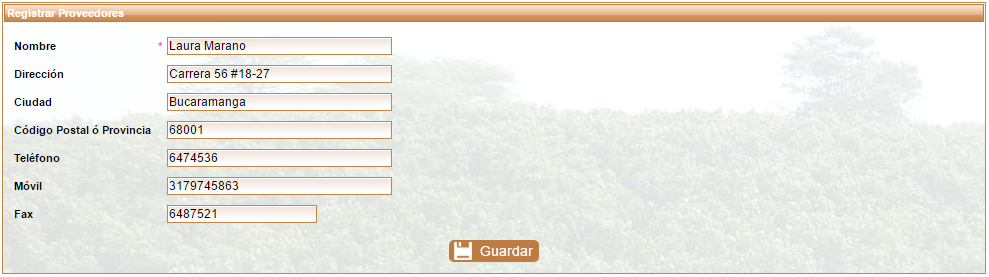 Registrar Proveedores
Nombre * Laura Marano
Dirección Carrera 56 #18-27
Ciudad Bucaramanga
Código Postal ó Provincia 68001
Teléfono 6474536
Móvil 3179745863
Fax 6487521
Guardar